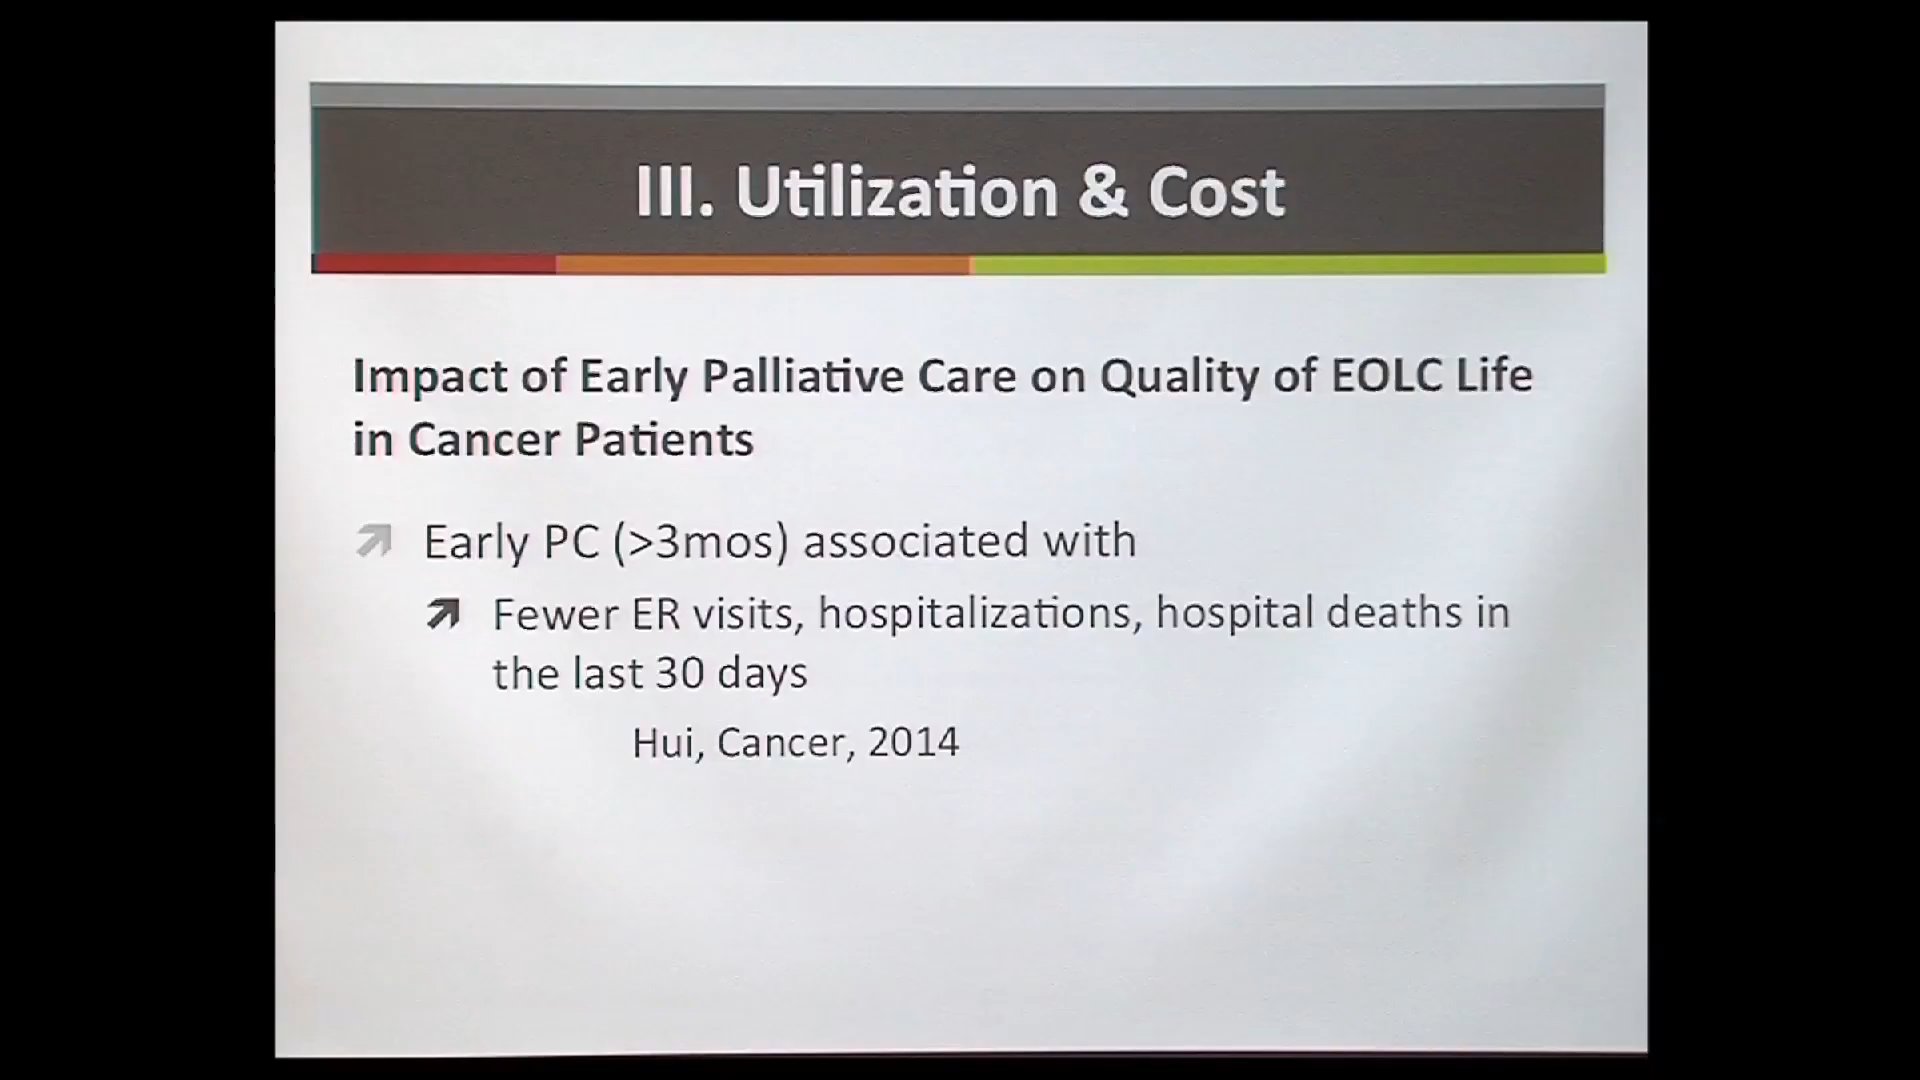 III. Utilization & Cost
Impact of Early Palliative Care on Quality of EOLC Life
in Cancer Patients
Early PC (>3mos) associated with
Fewer ER visits, hospitalizations, hospital deaths in
the last 30 days
Hui, Cancer, 2014